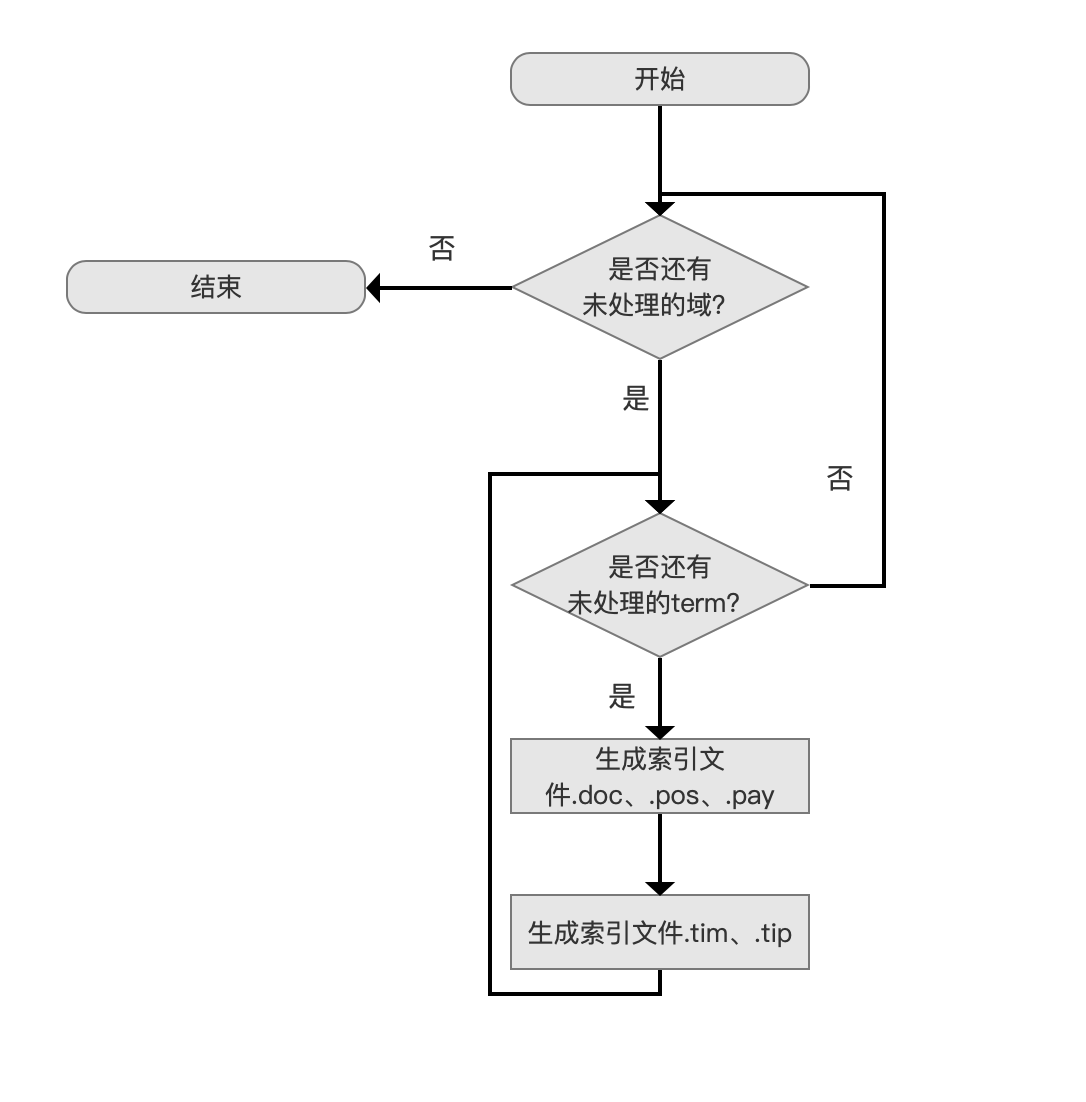 开始
否
结束
是否还有
未处理的域?
是
否
是否还有
未处理的term?
是
生成索引文
件.doc、.pos、.pay
生成索引文件.tim、.tip